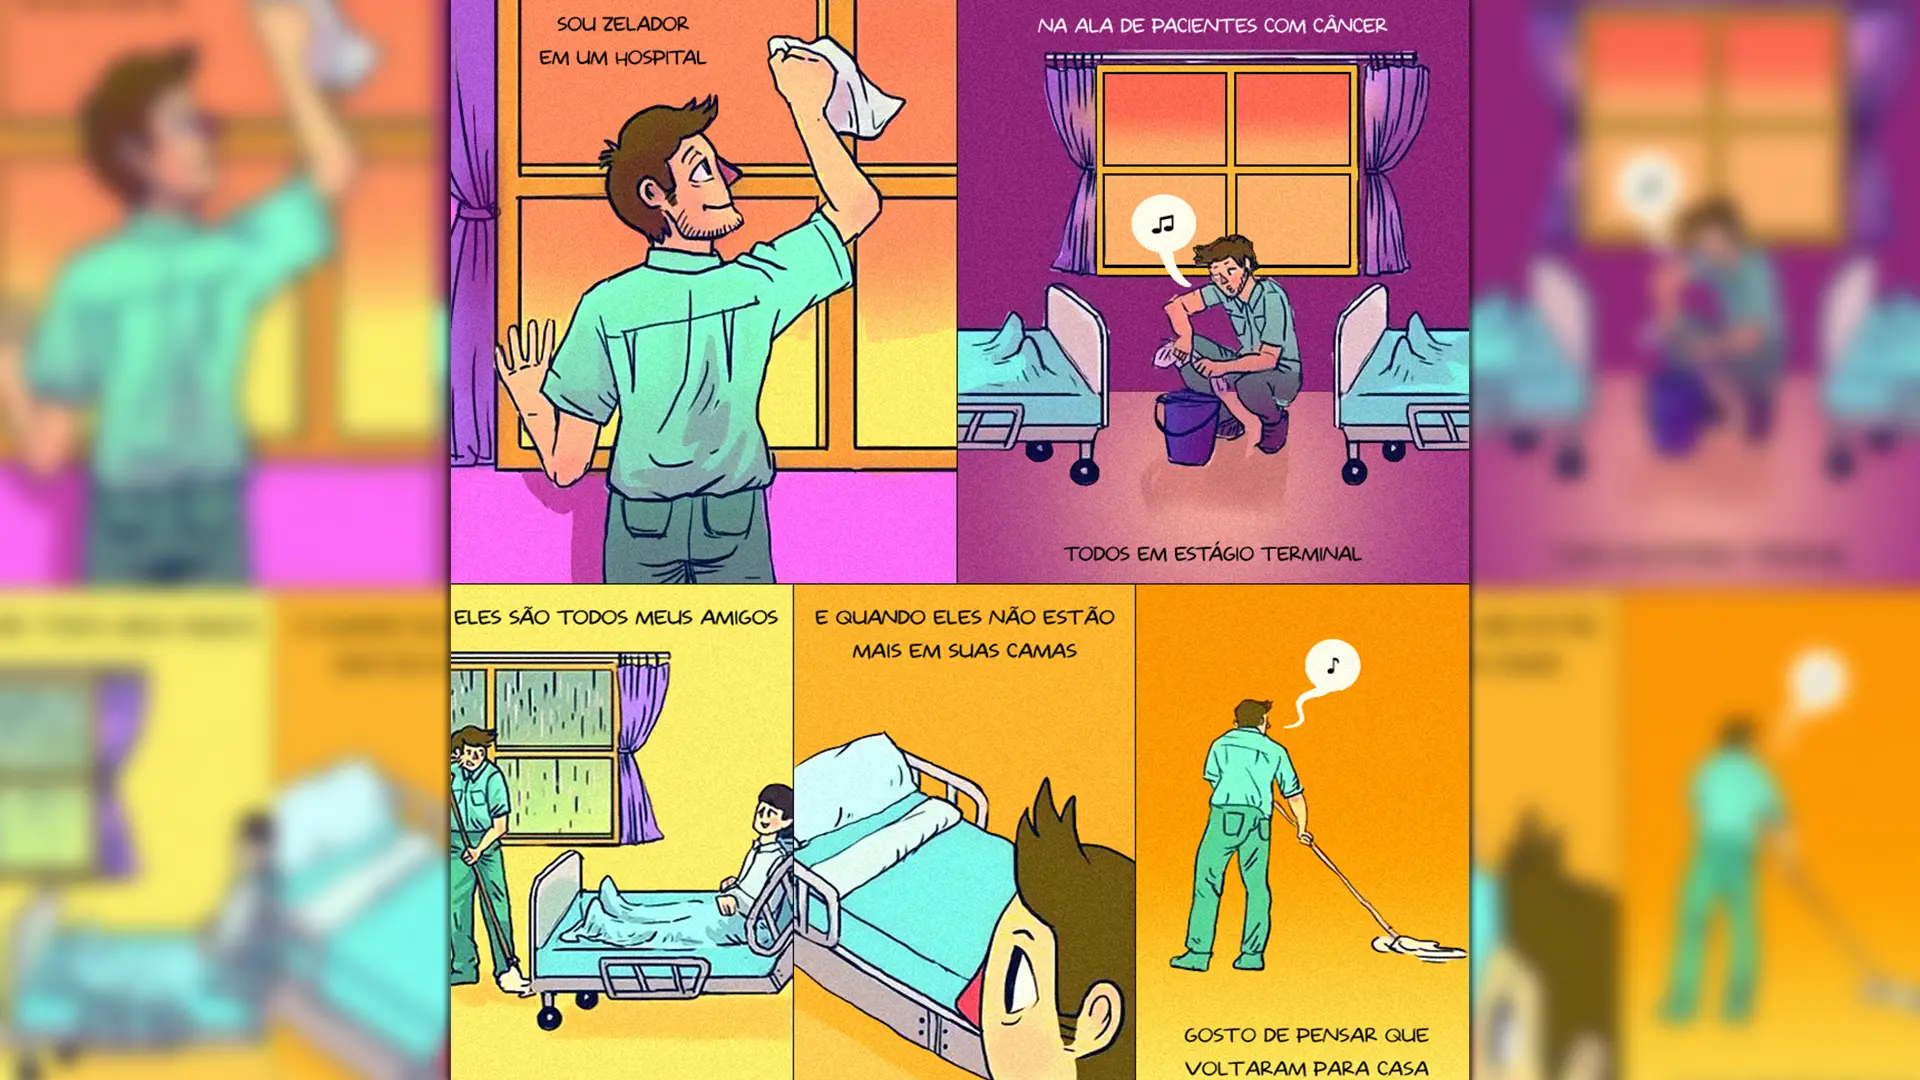 SOU ZELADOR
EM UM HOSPITAL
NA ALA DE PACIENTES COM CÂNCER
TODOS EM ESTÁGIO TERMINAL
ELES SÃO TODOS MEUS AMIGOS
E QUANDO ELES NÃO ESTÃO
MAIS EM SUAS CAMAS
GOSTO DE PENSAR QUE
VOLTARAM PARA CASA